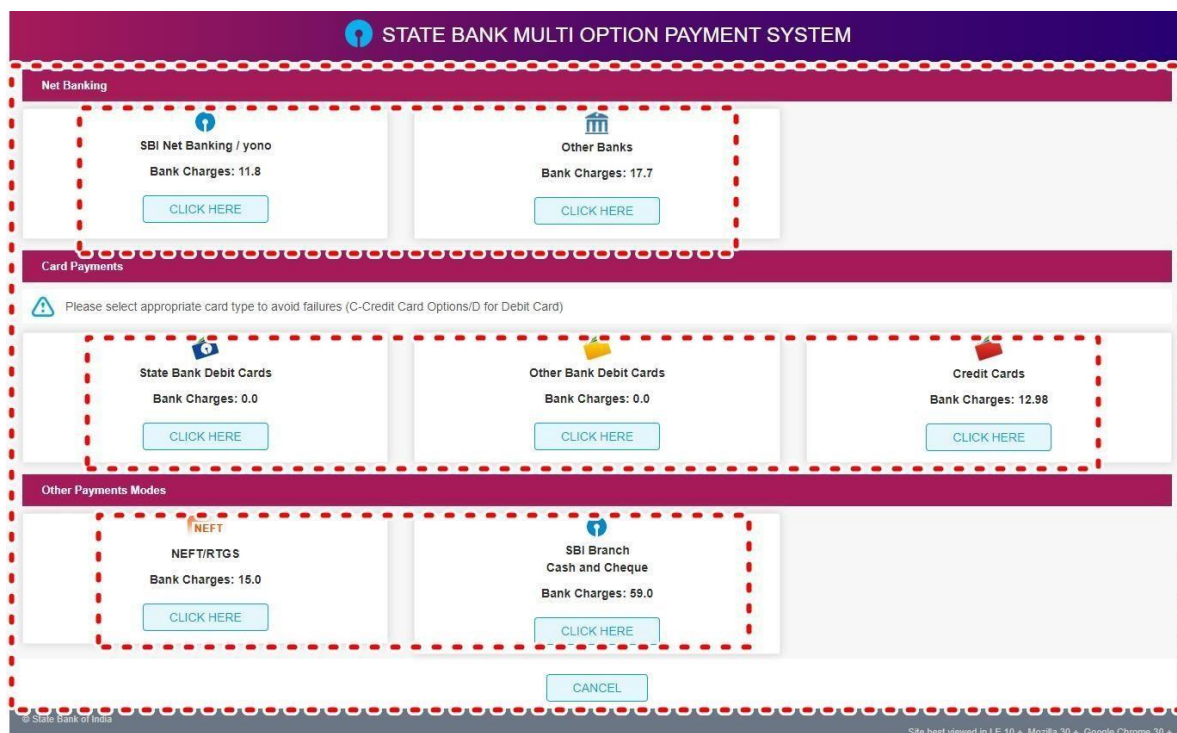 STATE BANK MULTI OPTION PAYMENT SYSTEM
Net Banking
SBI Net Banking / yono
Bank Charges: 11.8
CLICK HERE
Other Banks
Bank Charges: 17.7
CLICK HERE
Card Payments
Please select appropriate card type to avoid failures (C-Credit Card Options/D for Debit Card)
State Bank Debit Cards
Bank Charges: 0.0
CLICK HERE
Other Bank Debit Cards
Bank Charges: 0.0
CLICK HERE
Credit Cards
Bank Charges: 12.98
CLICK HERE
Other Payments Modes
NEFT
NEFT/RTGS
Bank Charges: 15.0
CLICK HERE
SBI Branch
Cash and Cheque
Bank Charges: 59.0
CLICK HERE
CANCEL
© State Bank of India
Site best viewed in I.E 10 +, Mozilla 30 +, Google Chrome 30 +